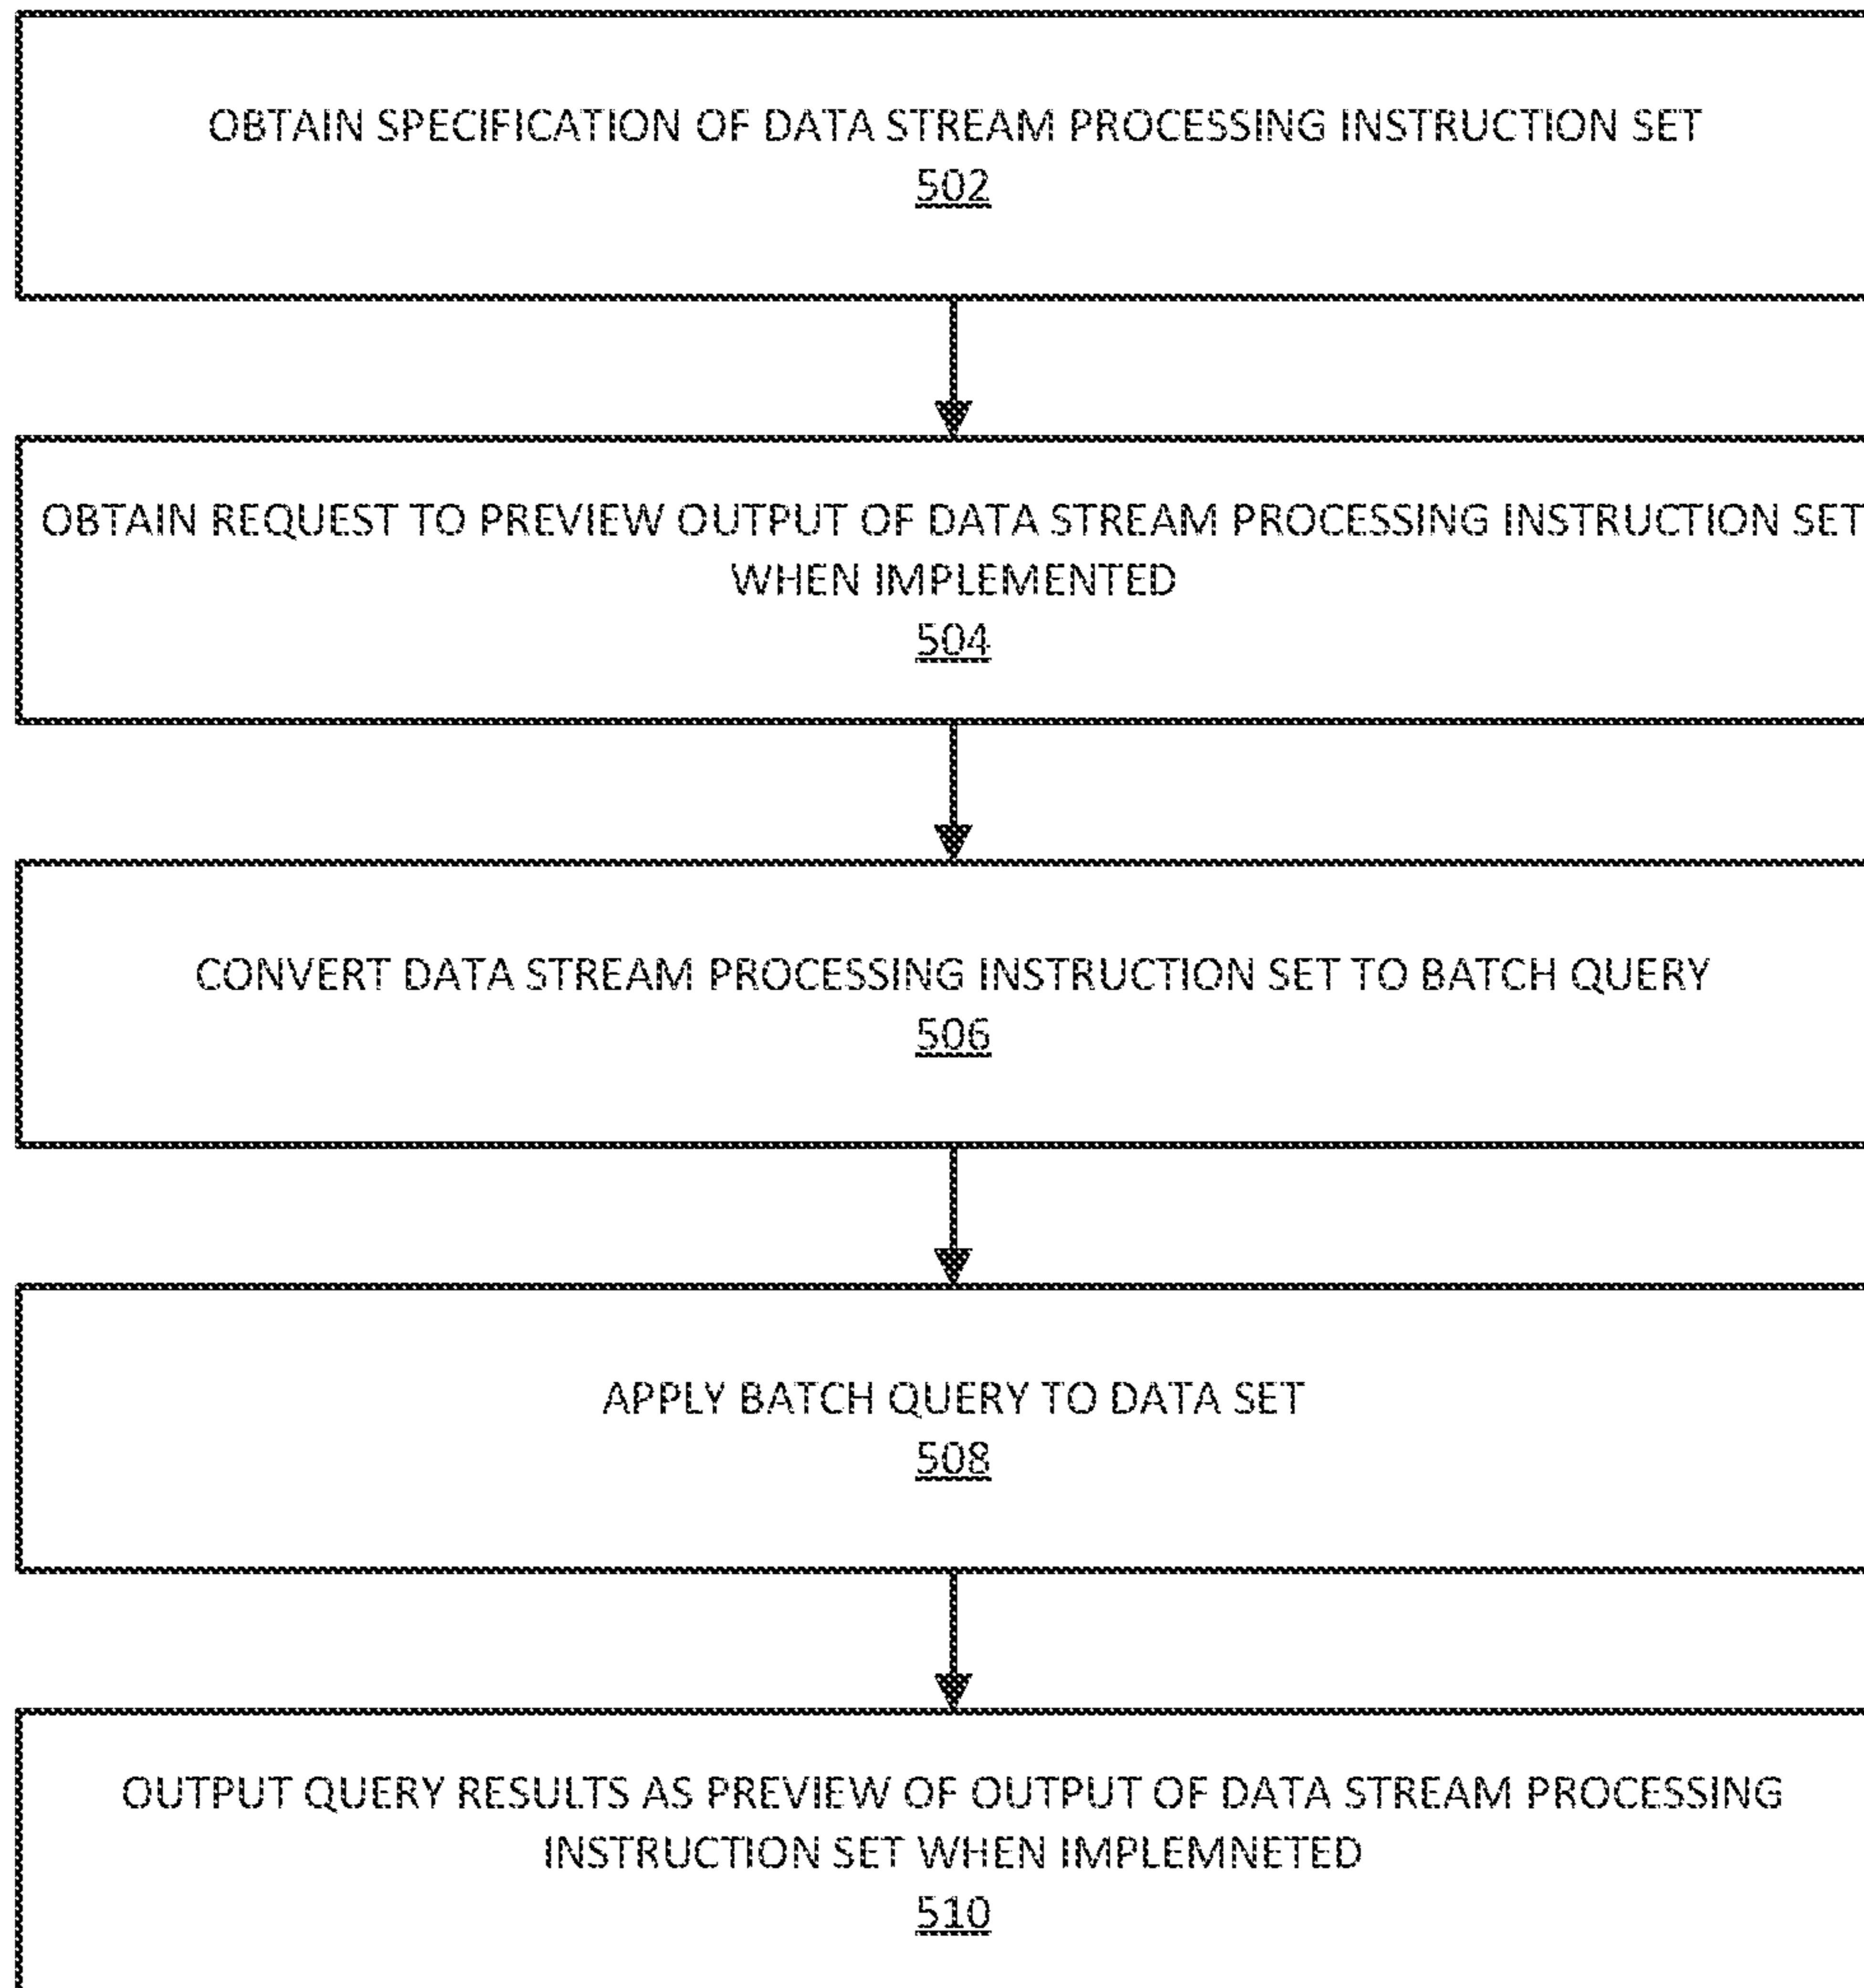 OBTAIN SPECIFICATION OF DATA STREAM PROCESSING INSTRUCTION SET
502
OBTAIN REQUEST TO PREVIEW OUTPUT OF DATA STREAM PROCESSING INSTRUCTION SET
WHEN IMPLEMENTED
504
CONVERT DATA STREAM PROCESSING INSTRUCTION SET TO BATCH QUERY
506
APPLY BATCH QUERY TO DATA SET
508
OUTPUT QUERY RESULTS AS PREVIEW OF OUTPUT OF DATA STREAM PROCESSING
INSTRUCTION SET WHEN IMPLEMNETED
510